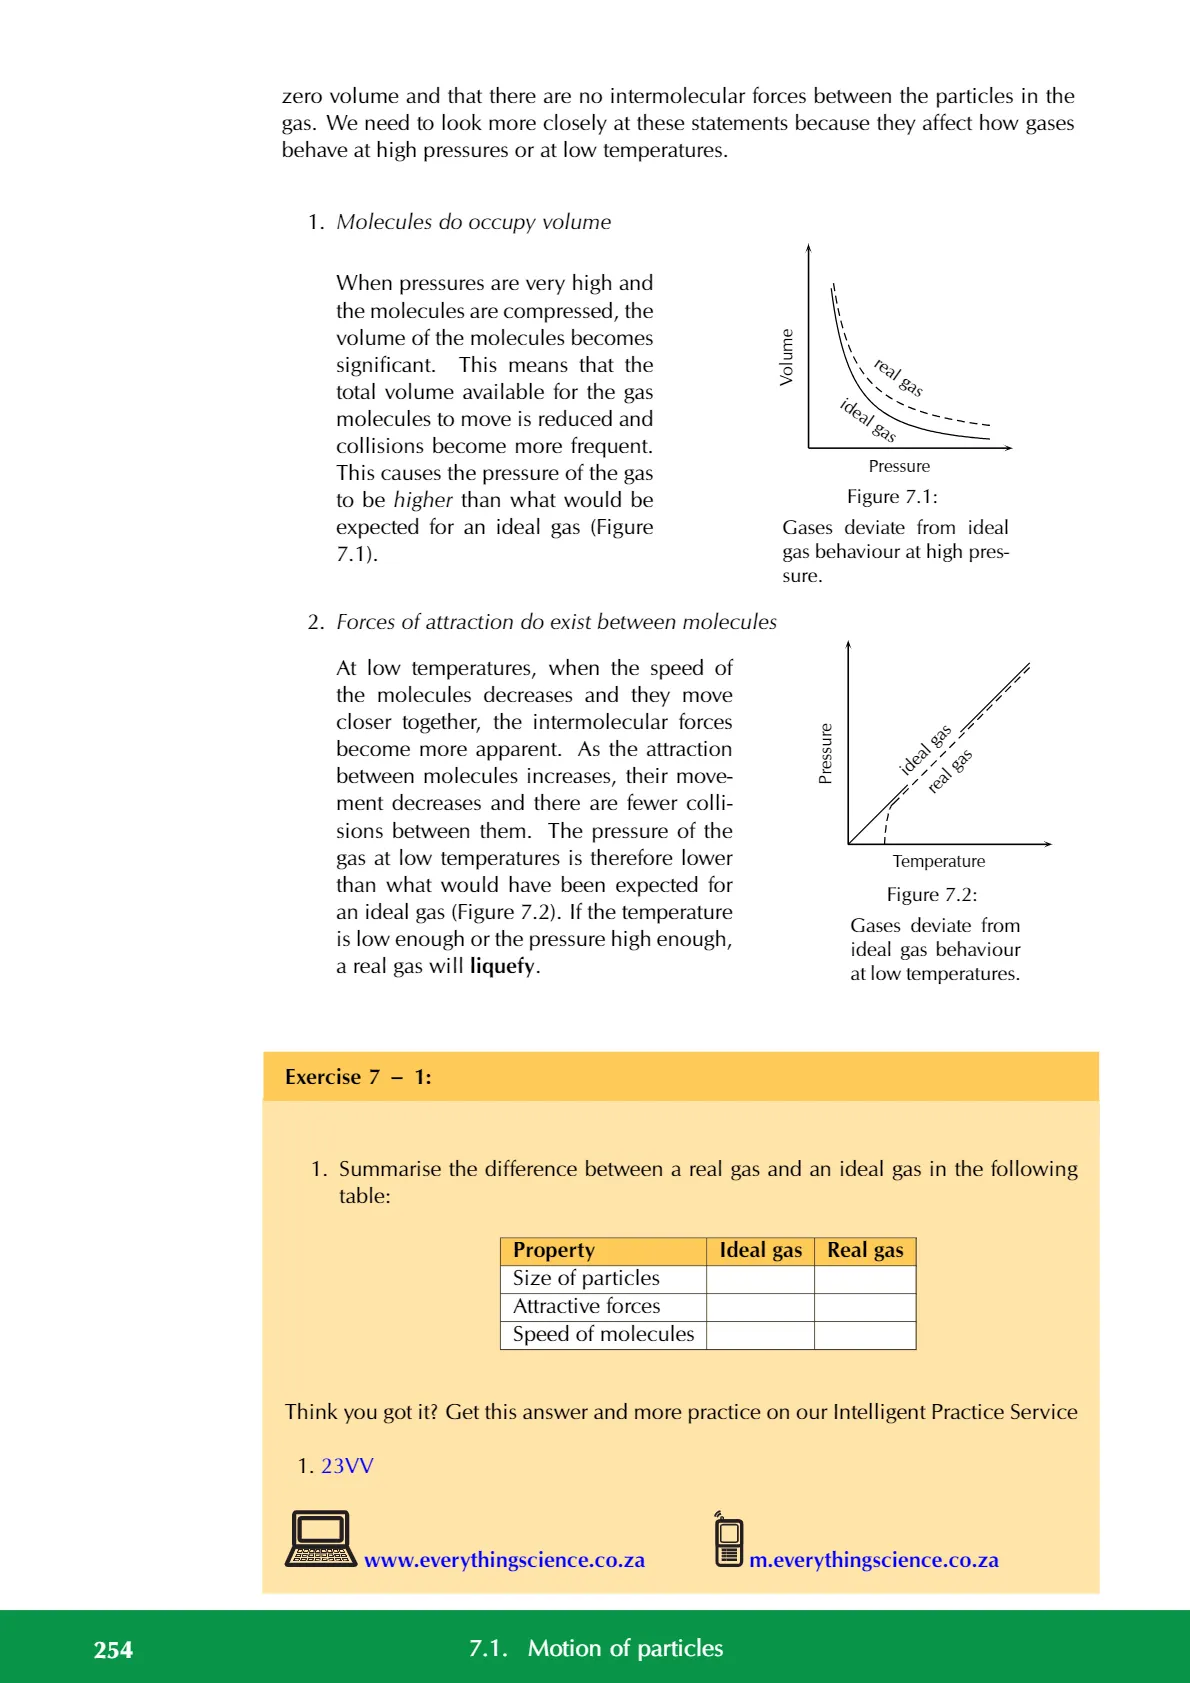 zero volume and that there are no intermolecular forces between the particles in the
gas. We need to look more closely at these statements because they affect how gases
behave at high pressures or at low temperatures.
1. Molecules do occupy volume
When pressures are very high and
the molecules are compressed, the
volume of the molecules becomes
significant. This means that the
total volume available for the gas
molecules to move is reduced and
collisions become more frequent.
This causes the pressure of the gas
to be higher than what would be
expected for an ideal gas (Figure
7.1).
Volume
real gas
ideal gas
Pressure
Figure 7.1:
Gases deviate from ideal
gas behaviour at high pres-
sure.
2. Forces of attraction do exist between molecules
At low temperatures, when the speed of
the molecules decreases and they move
closer together, the intermolecular forces
become more apparent. As the attraction
between molecules increases, their move-
ment decreases and there are fewer colli-
sions between them. The pressure of the
gas at low temperatures is therefore lower
than what would have been expected for
an ideal gas (Figure 7.2). If the temperature
is low enough or the pressure high enough,
a real gas will liquefy.
Pressure
ideal gas
real gas
Temperature
Figure 7.2:
Gases deviate from
ideal gas behaviour
at low temperatures.
Exercise 7 – 1:
1. Summarise the difference between a real gas and an ideal gas in the following
table:
Property Ideal gas Real gas
Size of particles
Attractive forces
Speed of molecules
Think you got it? Get this answer and more practice on our Intelligent Practice Service
1. 23VV
www.everythingscience.co.za m.everythingscience.co.za
254 7.1. Motion of particles